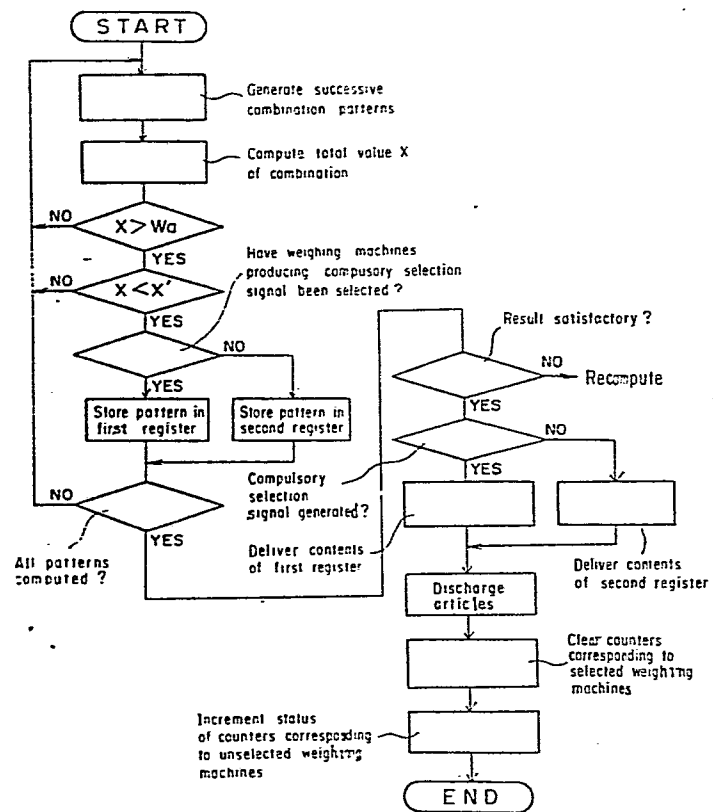 START
Generate successive
combination patterns
Compute total value X
of combination
NO
X > Wa
YES
NO
X < X'
YES
Have weighing machines
producing compusory selection
signal been selected ?
NO
YES
Store pattern in
first register
Store pattern in
second register
NO
YES
All patterns
computed ?
Result satisfactory ?
NO
Recompute
YES
NO
YES
Compulsory
selection
signal generated?
Deliver contents
of first register
Deliver contents
of second register
Discharge
articles
Clear counters
corresponding to
selected weighting
machines
Increment status
of counters corresponding
to unselected weighting
machines
END